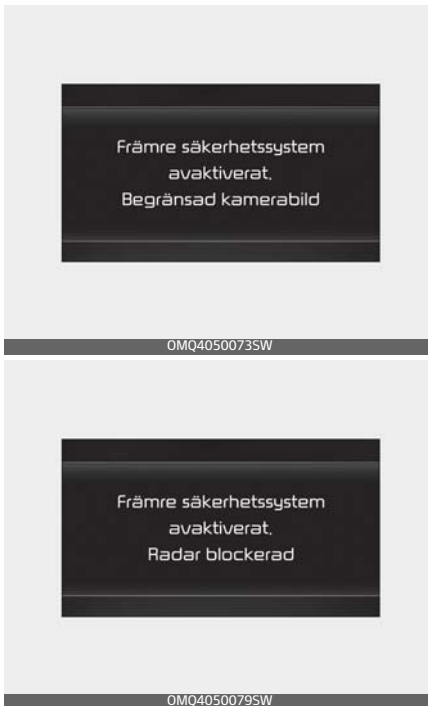 Främre säkerhetssystem
avaktiverat.
Begränsad kamerabild
OMQ4050073SW
Främre säkerhetssystem
avaktiverat.
Radar blockerad
OMQ4050079SW